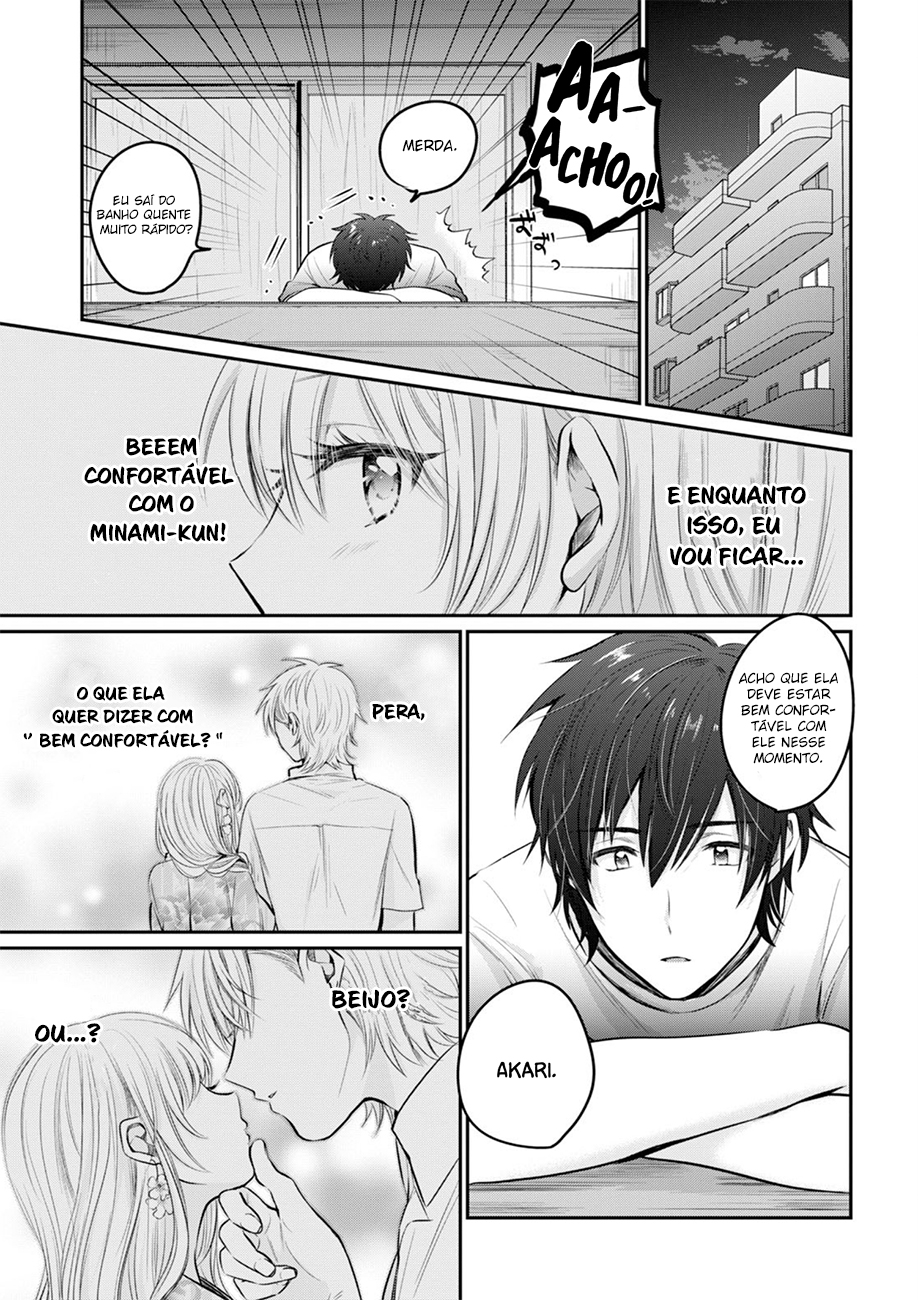 AA-
ACHOO!
MERDA.
EU SAÍ DO
BANHO QUENTE
MUITO RÁPIDO?
E ENQUANTO
ISSO, EU
VOU FICAR...
BEEEM
CONFORTÁVEL
COM O
MINAMI-KUN!
ACHO QUE ELA
DEVE ESTAR
BEM CONFOR-
TÁVEL COM
ELE NESSE
MOMENTO.
AKARI.
PERA,
O QUE ELA
QUER DIZER COM
'' BEM CONFORTÁVEL? "
BEIJO?
OU...?